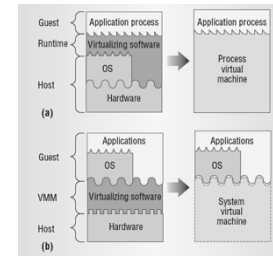 Guest
Application process
Application process
Runtime
Virtualizing software
OS
Process
virtual
machine
Host
Hardware
(a)
Applications
Applications
Guest
OS
OS
VMM
Virtualizing software
System
virtual
machine
Host
Hardware
(b)